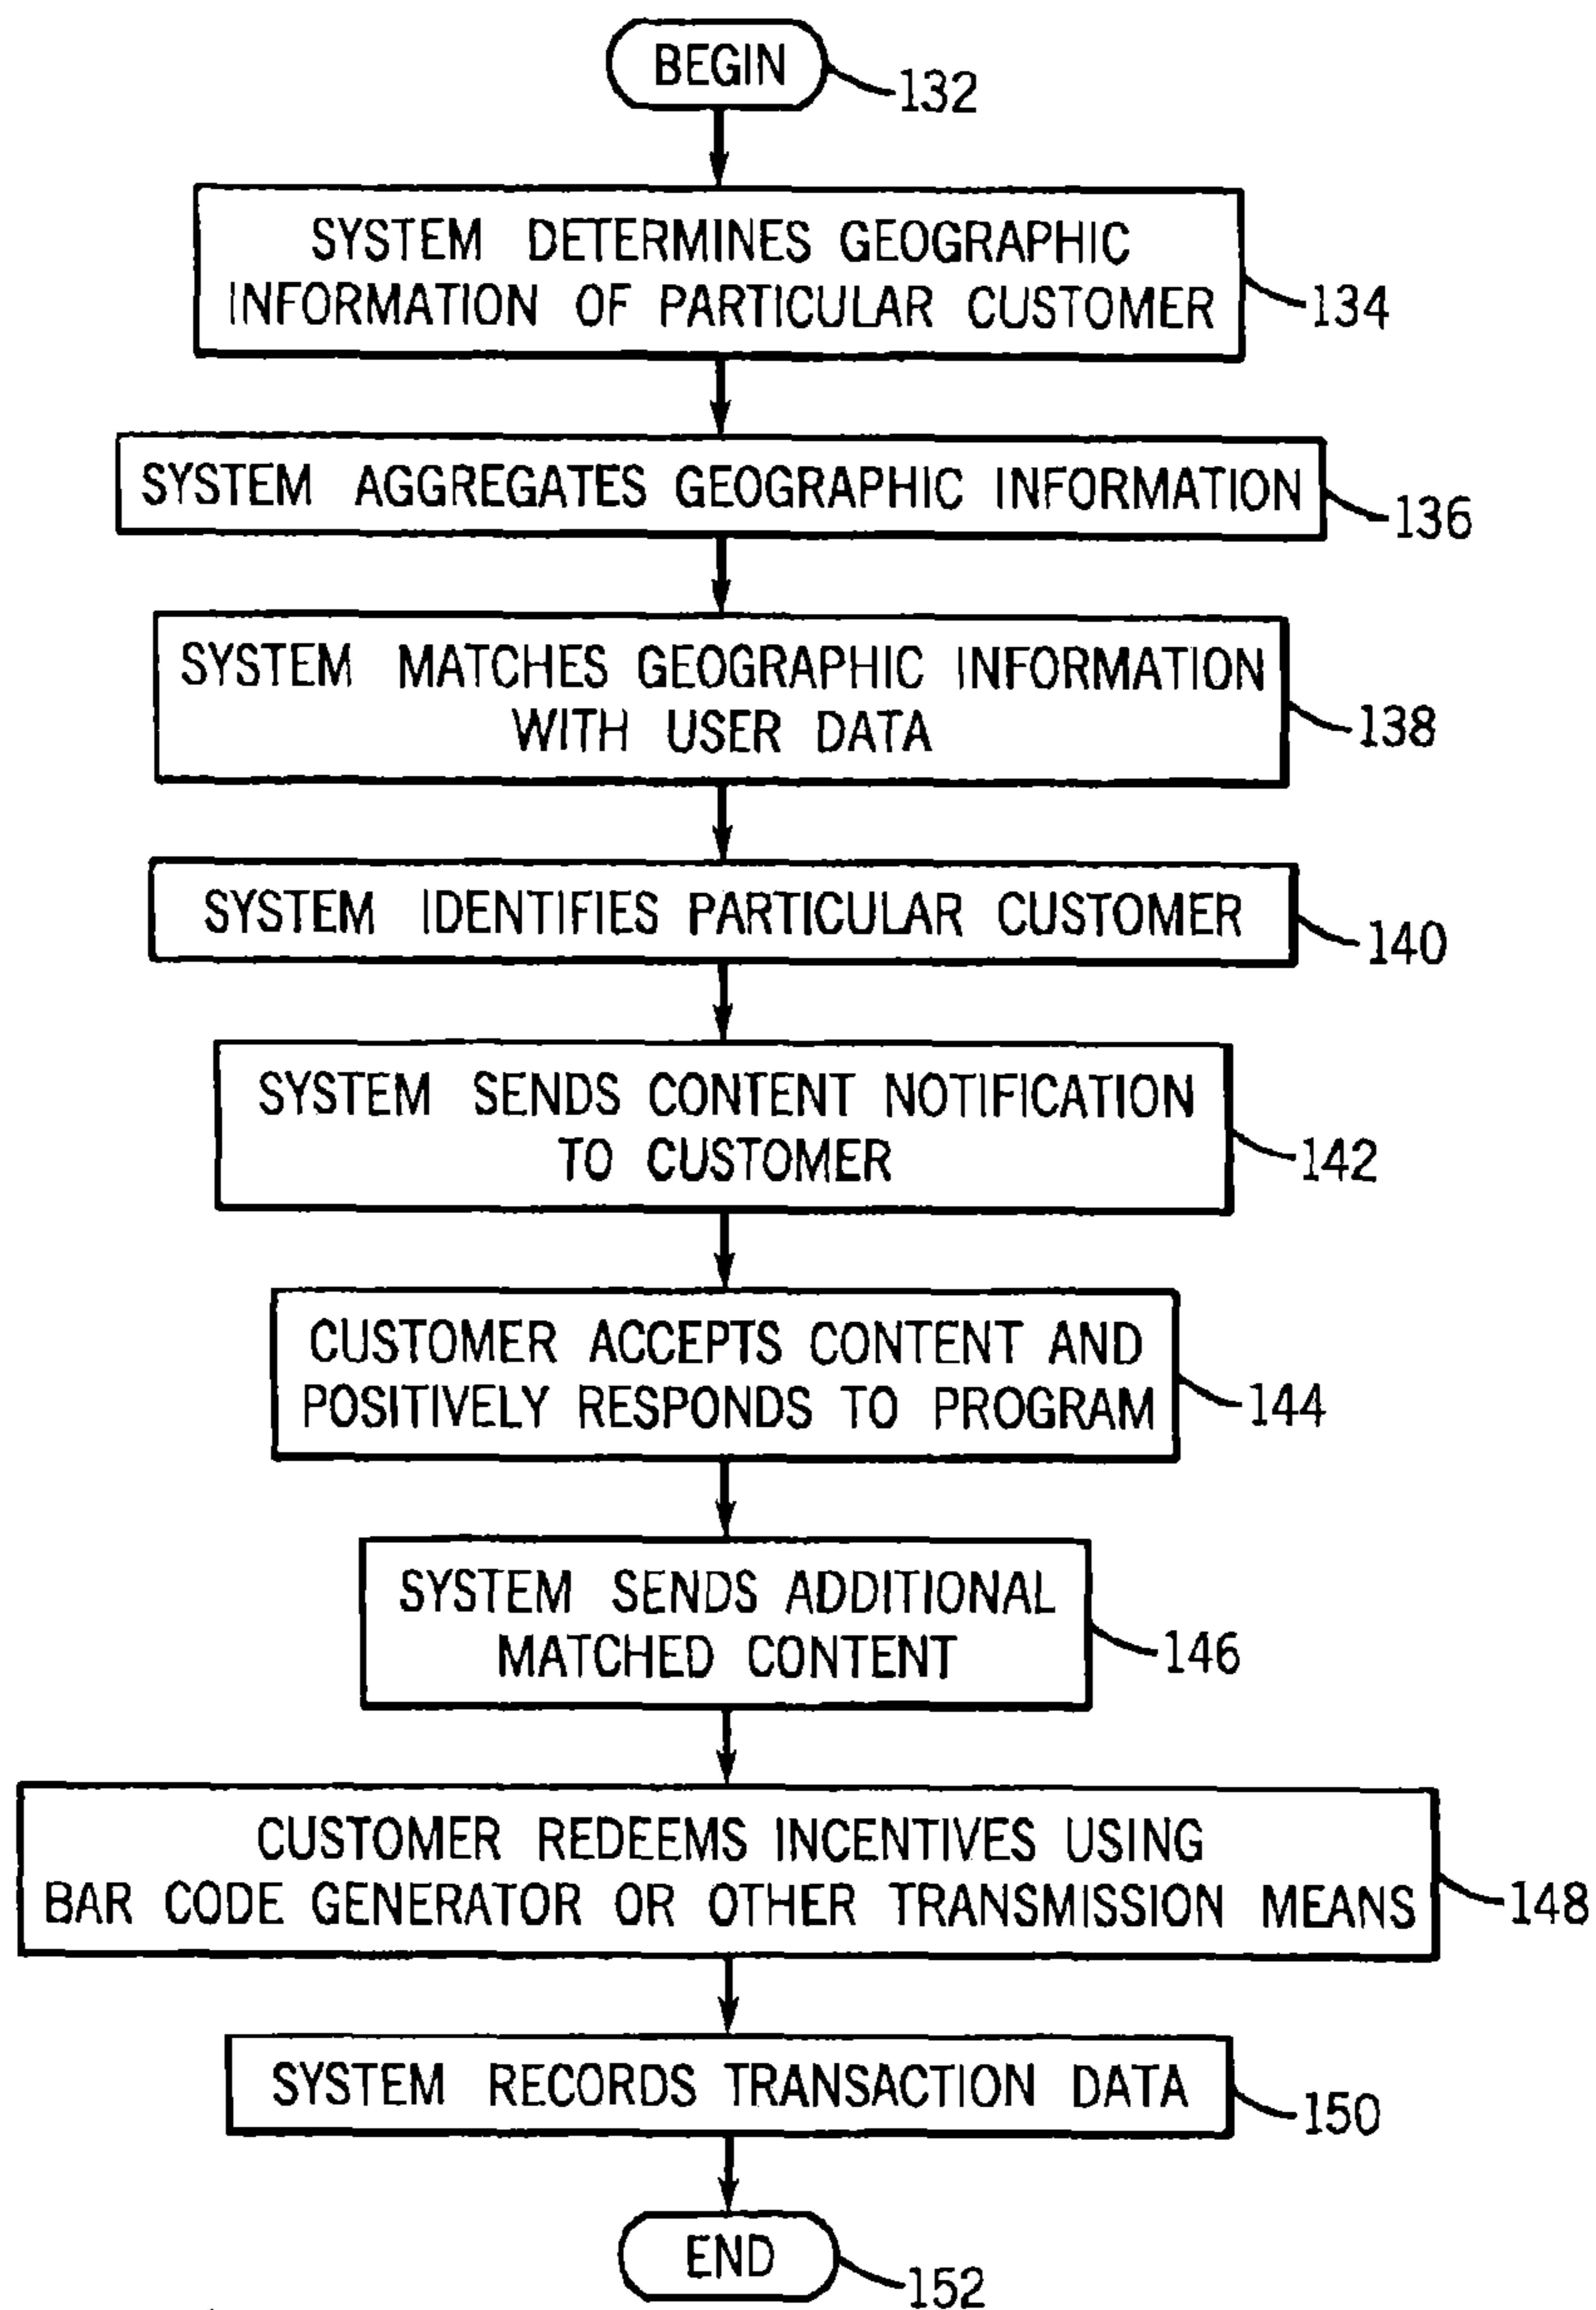 BEGIN
132
SYSTEM DETERMINES GEOGRAPHIC
INFORMATION OF PARTICULAR CUSTOMER
134
SYSTEM AGGREGATES GEOGRAPHIC INFORMATION
136
SYSTEM MATCHES GEOGRAPHIC INFORMATION
WITH USER DATA
138
SYSTEM IDENTIFIES PARTICULAR CUSTOMER
140
SYSTEM SENDS CONTENT NOTIFICATION
TO CUSTOMER
142
CUSTOMER ACCEPTS CONTENT AND
POSITIVELY RESPONDS TO PROGRAM
144
SYSTEM SENDS ADDITIONAL
MATCHED CONTENT
146
CUSTOMER REDEEMS INCENTIVES USING
BAR CODE GENERATOR OR OTHER TRANSMISSION MEANS
148
SYSTEM RECORDS TRANSACTION DATA
150
END
152